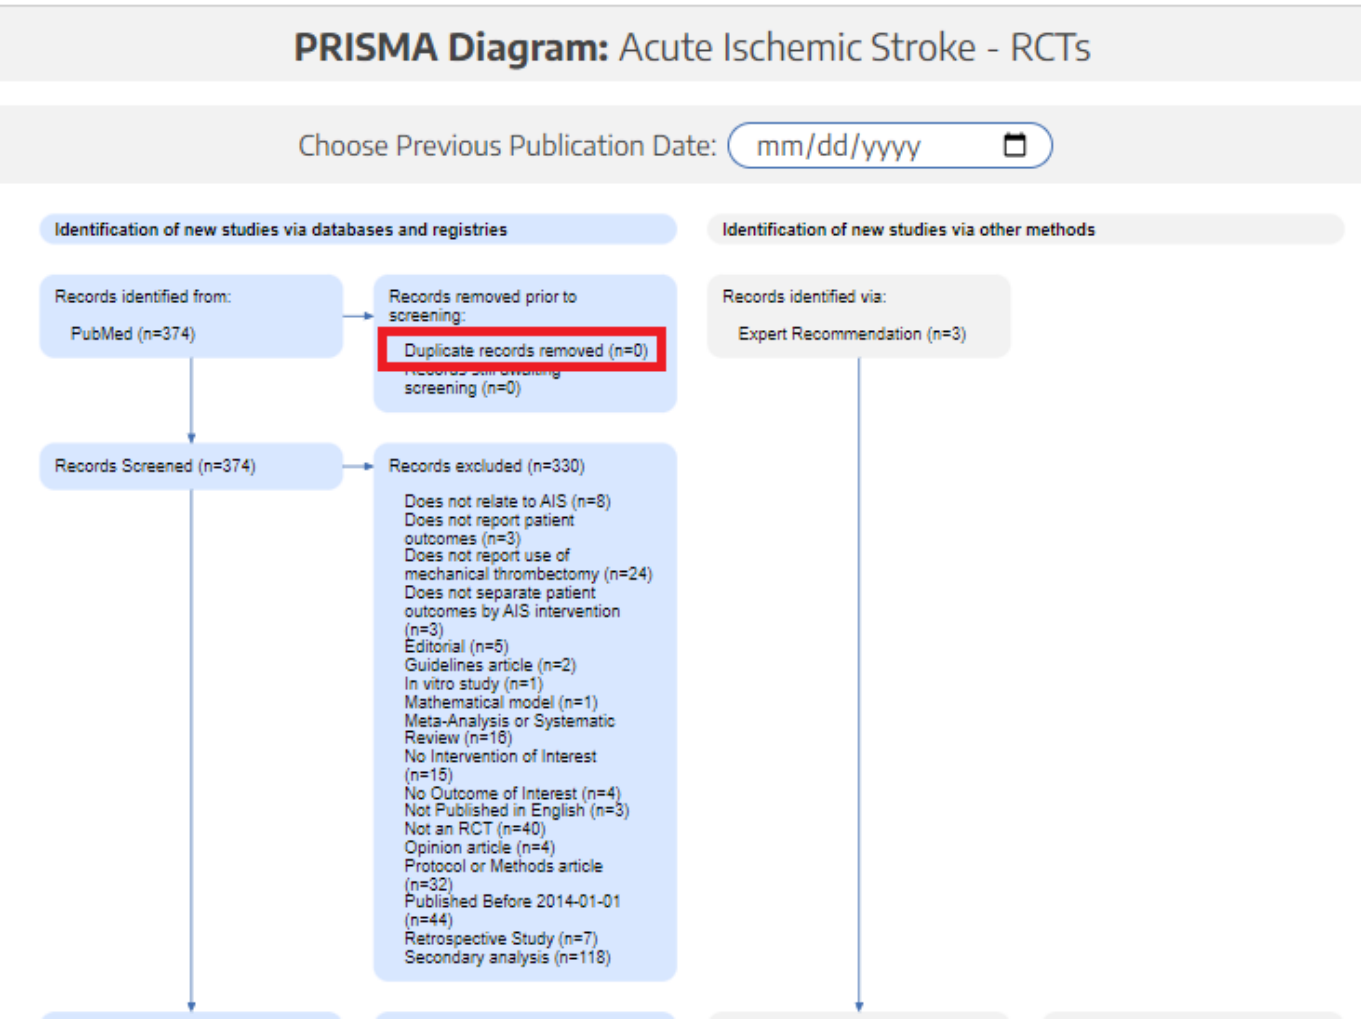 PRISMA Diagram: Acute Ischemic Stroke - RCTs
Choose Previous Publication Date: mm/dd/yyyy
Identification of new studies via databases and registries
Identification of new studies via other methods
Records identified from:
PubMed (n=374)
Records removed prior to
screening:
Duplicate records removed (n=0)
Records still awaiting
screening (n=0)
Records identified via:
Expert Recommendation (n=3)
Records Screened (n=374)
Records excluded (n=330)
Does not relate to AIS (n=8)
Does not report patient
outcomes (n=3)
Does not report use of
mechanical thrombectomy (n=24)
Does not separate patient
outcomes by AIS intervention
(n=3)
Editorial (n=5)
Guidelines article (n=2)
In vitro study (n=1)
Mathematical model (n=1)
Meta-Analysis or Systematic
Review (n=16)
No Intervention of Interest
(n=15)
No Outcome of Interest (n=4)
Not Published in English (n=3)
Not an RCT (n=40)
Opinion article (n=4)
Protocol or Methods article
(n=32)
Published Before 2014-01-01
(n=44)
Retrospective Study (n=7)
Secondary analysis (n=118)